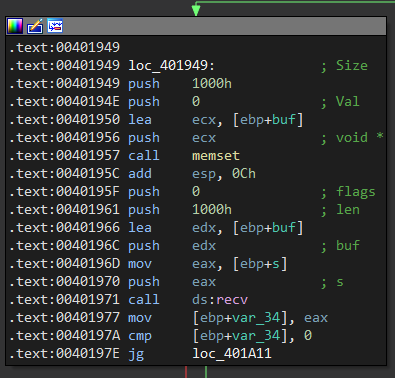 .text:00401949
.text:00401949 loc_401949: ; Size
.text:00401949 push 1000h
.text:0040194E push 0 ; Val
.text:00401950 lea ecx, [ebp+buf]
.text:00401956 push ecx ; void *
.text:00401957 call memset
.text:0040195C add esp, 0Ch
.text:0040195F push 0 ; flags
.text:00401961 push 1000h ; len
.text:00401966 lea edx, [ebp+buf]
.text:0040196C push edx ; buf
.text:0040196D mov eax, [ebp+s]
.text:00401970 push eax ; s
.text:00401971 call ds:recv
.text:00401977 mov [ebp+var_34], eax
.text:0040197A cmp [ebp+var_34], 0
.text:0040197E jg loc_401A11